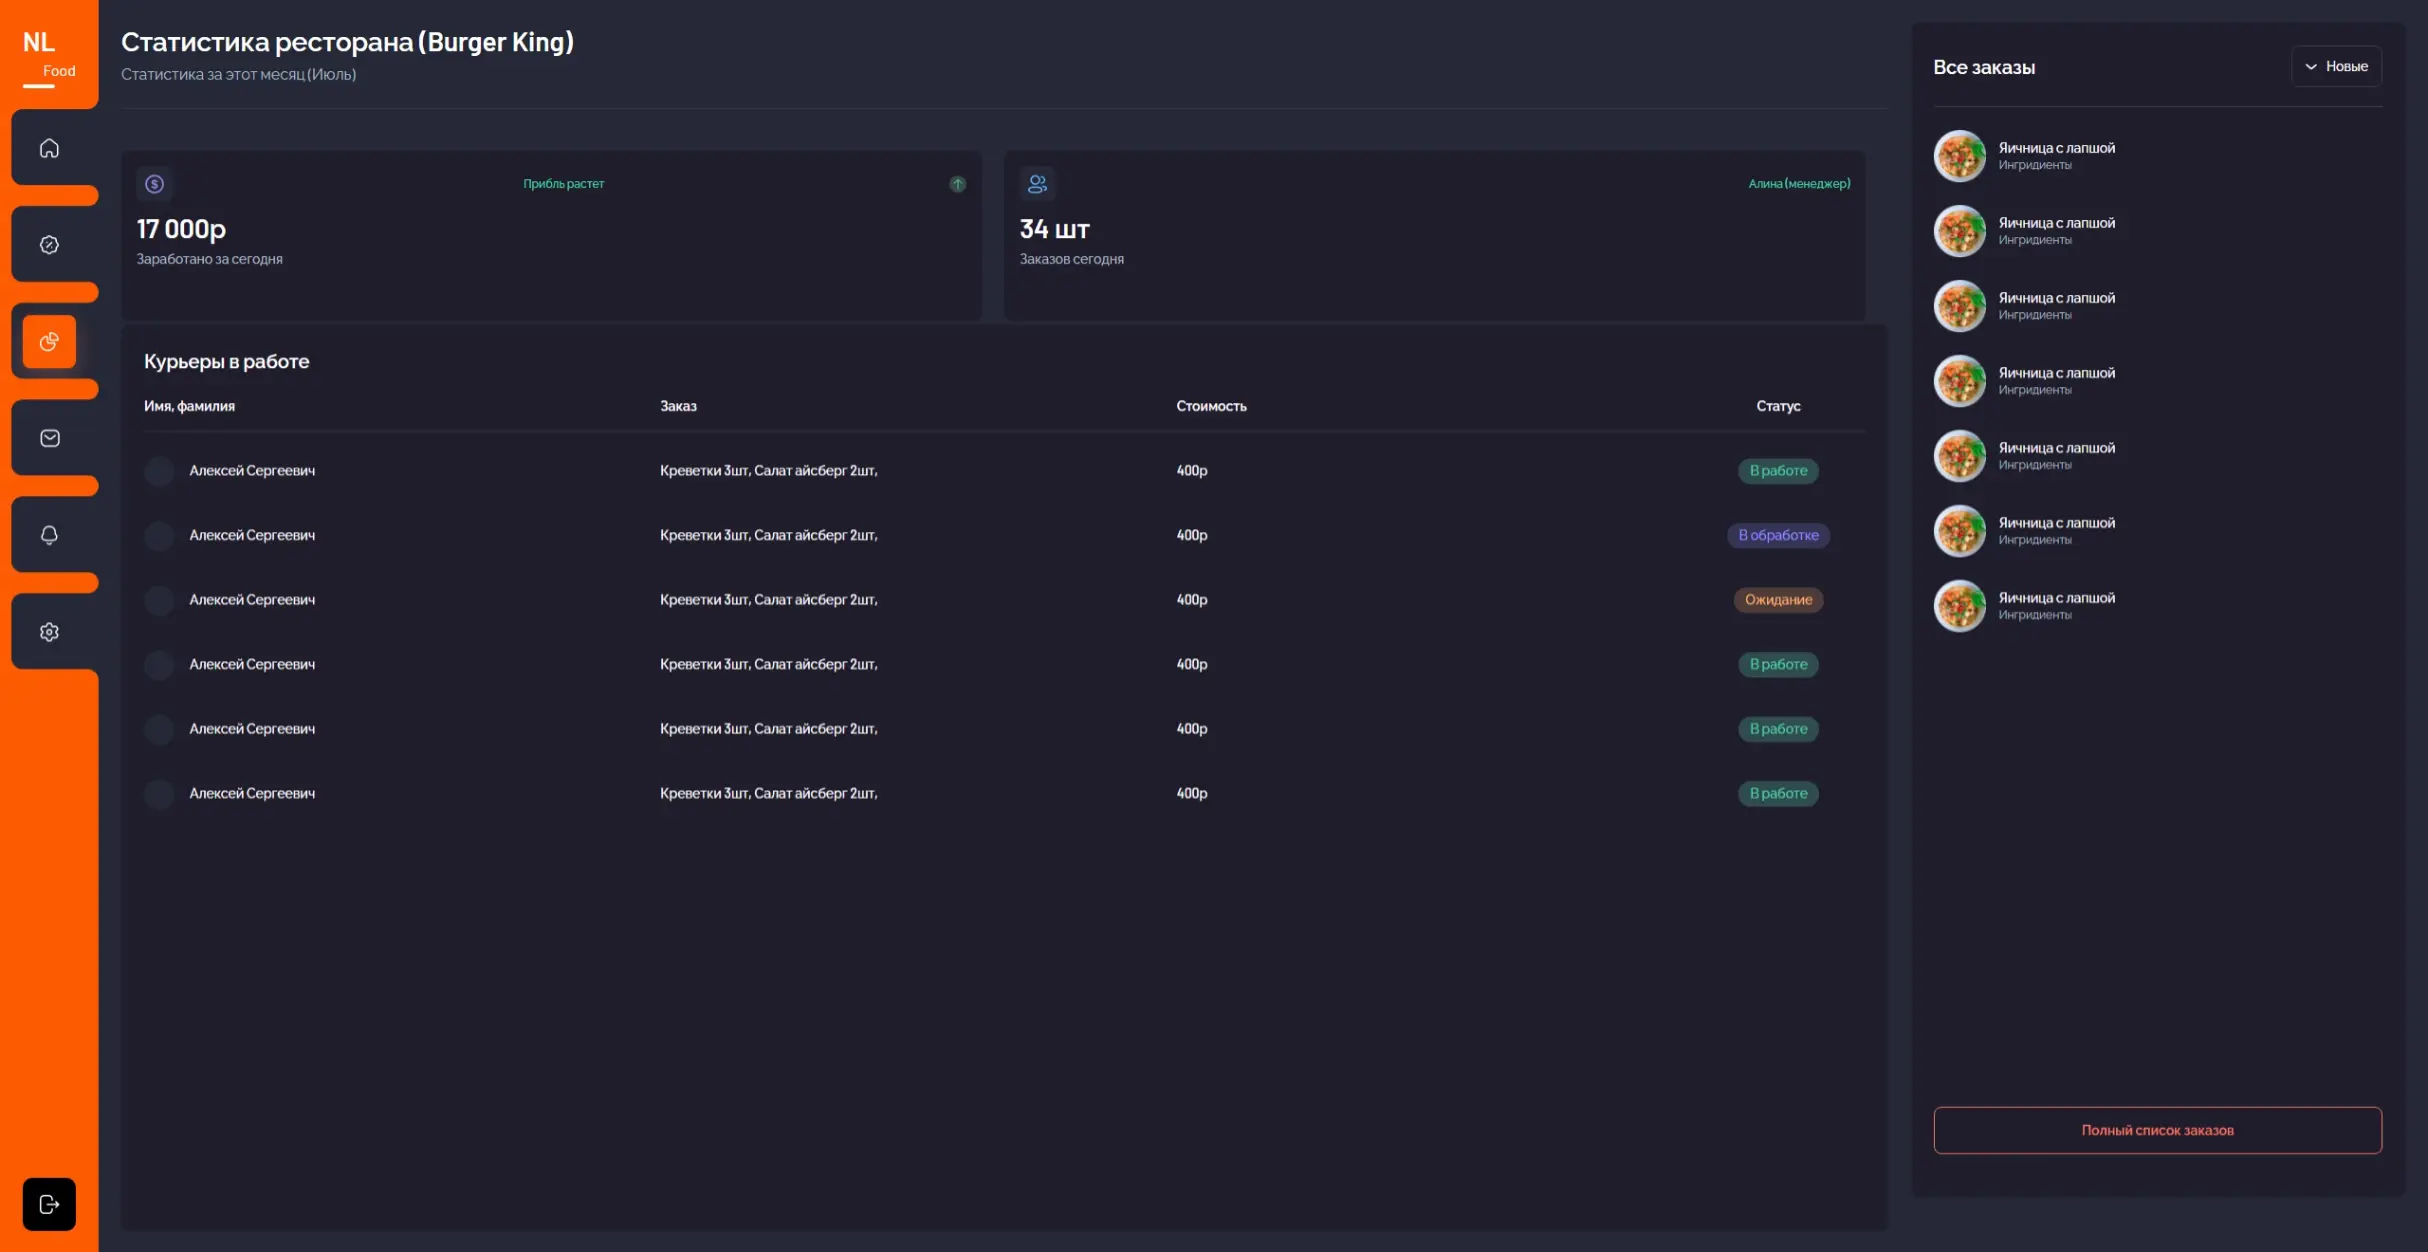 NL
Food
Статистика ресторана (Burger King)
Статистика за этот месяц (Июль)
Прибль растет
17 000р
Заработано за сегодня
Алина (менеджер)
34 шт
Заказов сегодня
Курьеры в работе
Имя, фамилия Заказ Стоимость Статус
Алексей Сергеевич Креветки 3шт, Салат айсберг 2шт, 400р В работе
Алексей Сергеевич Креветки 3шт, Салат айсберг 2шт, 400р В обработке
Алексей Сергеевич Креветки 3шт, Салат айсберг 2шт, 400р Ожидание
Алексей Сергеевич Креветки 3шт, Салат айсберг 2шт, 400р В работе
Алексей Сергеевич Креветки 3шт, Салат айсберг 2шт, 400р В работе
Алексей Сергеевич Креветки 3шт, Салат айсберг 2шт, 400р В работе
Все заказы
Новые
Яичница с лапшой
Ингридиенты
Яичница с лапшой
Ингридиенты
Яичница с лапшой
Ингридиенты
Яичница с лапшой
Ингридиенты
Яичница с лапшой
Ингридиенты
Яичница с лапшой
Ингридиенты
Яичница с лапшой
Ингридиенты
Полный список заказов